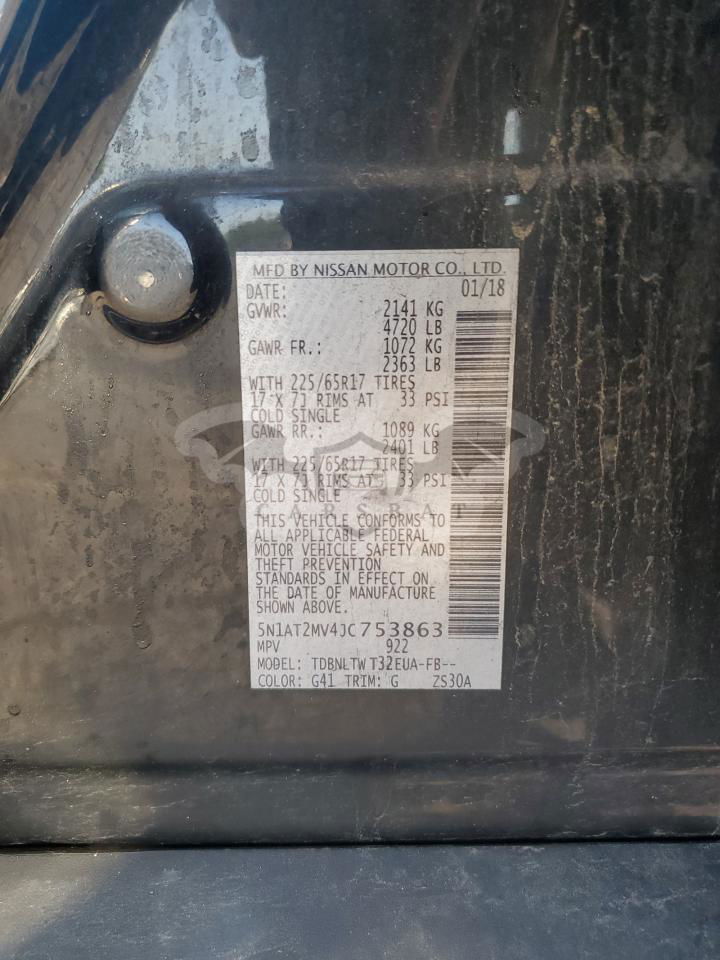 MFD BY NISSAN MOTOR CO., LTD.
DATE: 01/18
GVWR: 2141 KG
4720 LB
GAWR FR.: 1072 KG
2363 LB
WITH 225/65R17 TIRES
17 X 7J RIMS AT 33 PSI
COLD SINGLE
GAWR RR.: 1089 KG
2401 LB
WITH 225/65R17 TIRES
17 X 7J RIMS AT 33 PSI
COLD SINGLE
CARSBAT
THIS VEHICLE CONFORMS TO
ALL APPLICABLE FEDERAL
MOTOR VEHICLE SAFETY AND
THEFT PREVENTION
STANDARDS IN EFFECT ON
THE DATE OF MANUFACTURE
SHOWN ABOVE.
5N1AT2MV4JC753863
MPV 922
MODEL: TDBNLTW T32EUA-FB--
COLOR: G41 TRIM: G ZS30A